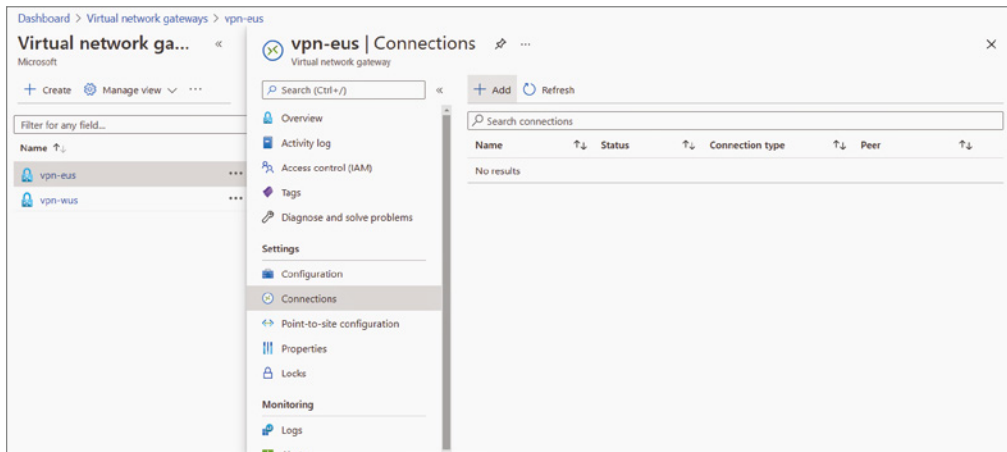 Dashboard > Virtual network gateways > vpn-eus
Virtual network ga... «
Microsoft
+ Create Manage view ···
Filter for any field...
Name ↑↓
vpn-eus ···
vpn-wus ···
vpn-eus | Connections ···
Virtual network gateway
Search (Ctrl+/) «
Overview
Activity log
Access control (IAM)
Tags
Diagnose and solve problems
Settings
Configuration
Connections
Point-to-site configuration
Properties
Locks
Monitoring
Logs
+ Add Refresh
Search connections
Name ↑↓ Status ↑↓ Connection type ↑↓ Peer ↑↓
No results